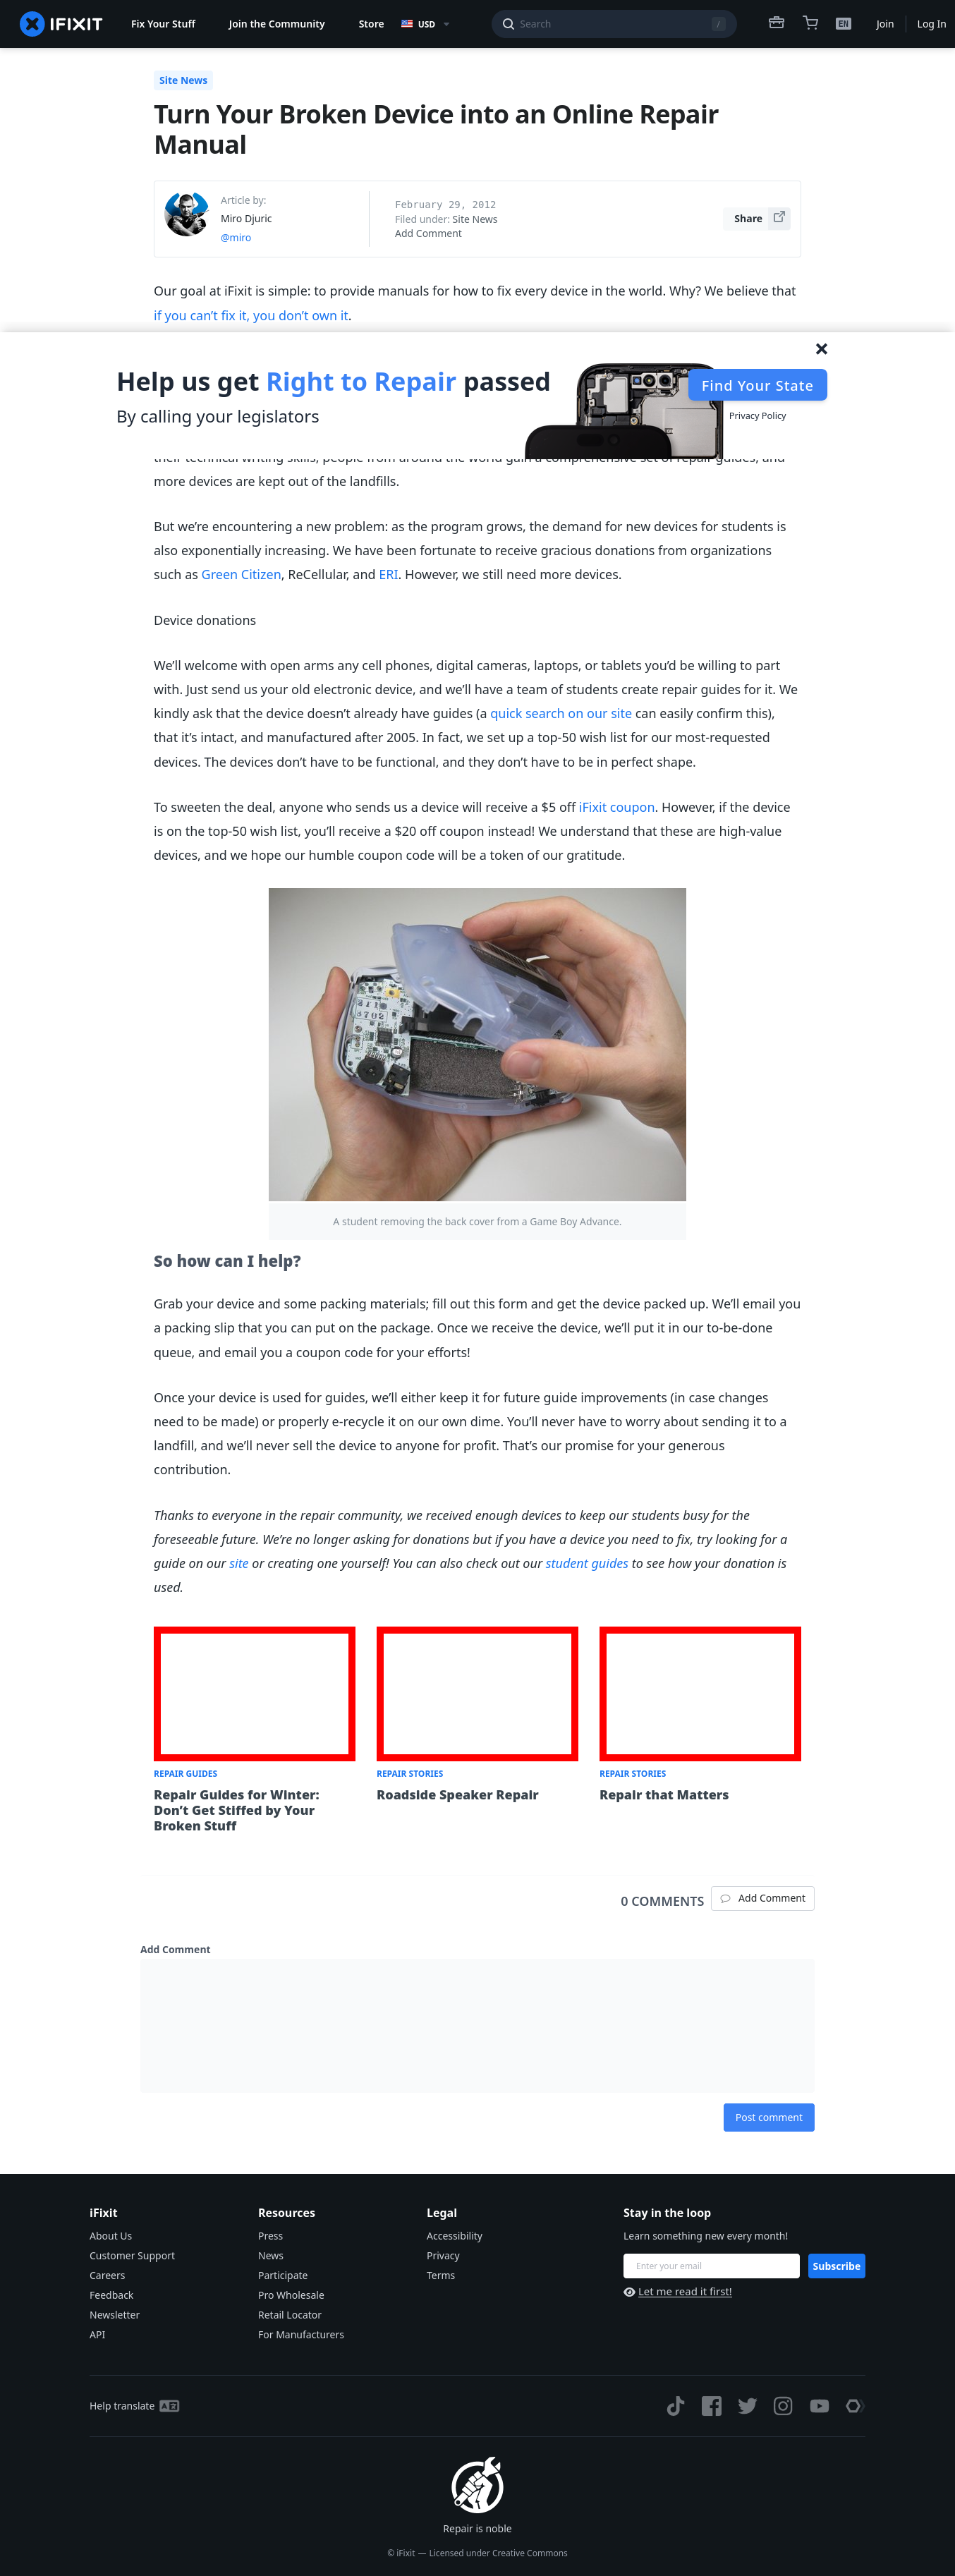 IFIXIT
Fix Your Stuff
Join the Community
Store
USD
Search
/
EN
Join
Log In
Site News
Turn Your Broken Device into an Online Repair
Manual
Article by:
Miro Djuric
@miro
February 29, 2012
Filed under: Site News
Add Comment
Share
Our goal at iFixit is simple: to provide manuals for how to fix every device in the world. Why? We believe that
if you can’t fix it, you don’t own it.
Help us get Right to Repair passed
By calling your legislators
Find Your State
Privacy Policy
their technical writing skills, people from around the world gain a comprehensive set of repair guides, and
more devices are kept out of the landfills.
But we’re encountering a new problem: as the program grows, the demand for new devices for students is
also exponentially increasing. We have been fortunate to receive gracious donations from organizations
such as Green Citizen, ReCellular, and ERI. However, we still need more devices.
Device donations
We’ll welcome with open arms any cell phones, digital cameras, laptops, or tablets you’d be willing to part
with. Just send us your old electronic device, and we’ll have a team of students create repair guides for it. We
kindly ask that the device doesn’t already have guides (a quick search on our site can easily confirm this),
that it’s intact, and manufactured after 2005. In fact, we set up a top-50 wish list for our most-requested
devices. The devices don’t have to be functional, and they don’t have to be in perfect shape.
To sweeten the deal, anyone who sends us a device will receive a $5 off iFixit coupon. However, if the device
is on the top-50 wish list, you’ll receive a $20 off coupon instead! We understand that these are high-value
devices, and we hope our humble coupon code will be a token of our gratitude.
A student removing the back cover from a Game Boy Advance.
So how can I help?
Grab your device and some packing materials; fill out this form and get the device packed up. We’ll email you
a packing slip that you can put on the package. Once we receive the device, we’ll put it in our to-be-done
queue, and email you a coupon code for your efforts!
Once your device is used for guides, we’ll either keep it for future guide improvements (in case changes
need to be made) or properly e-recycle it on our own dime. You’ll never have to worry about sending it to a
landfill, and we’ll never sell the device to anyone for profit. That’s our promise for your generous
contribution.
Thanks to everyone in the repair community, we received enough devices to keep our students busy for the
foreseeable future. We’re no longer asking for donations but if you have a device you need to fix, try looking for a
guide on our site or creating one yourself! You can also check out our student guides to see how your donation is
used.
REPAIR GUIDES
Repair Guides for Winter:
Don’t Get Stiffed by Your
Broken Stuff
REPAIR STORIES
Roadside Speaker Repair
REPAIR STORIES
Repair that Matters
0 COMMENTS
Add Comment
Add Comment
Post comment
iFixit
About Us
Customer Support
Careers
Feedback
Newsletter
API
Resources
Press
News
Participate
Pro Wholesale
Retail Locator
For Manufacturers
Legal
Accessibility
Privacy
Terms
Stay in the loop
Learn something new every month!
Enter your email
Subscribe
Let me read it first!
Help translate
Repair is noble
© iFixit — Licensed under Creative Commons